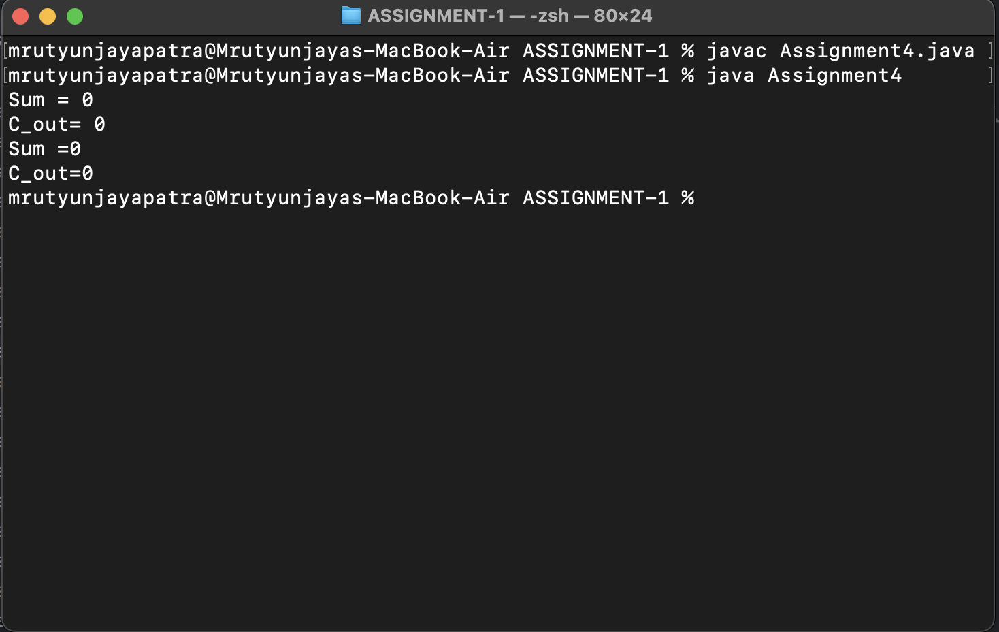 ASSIGNMENT-1 — -zsh — 80×24
[mrutyunjayapatra@Mrutyunjayas-MacBook-Air ASSIGNMENT-1 % javac Assignment4.java ]
[mrutyunjayapatra@Mrutyunjayas-MacBook-Air ASSIGNMENT-1 % java Assignment4 ]
Sum = 0
C_out= 0
Sum =0
C_out=0
mrutyunjayapatra@Mrutyunjayas-MacBook-Air ASSIGNMENT-1 %